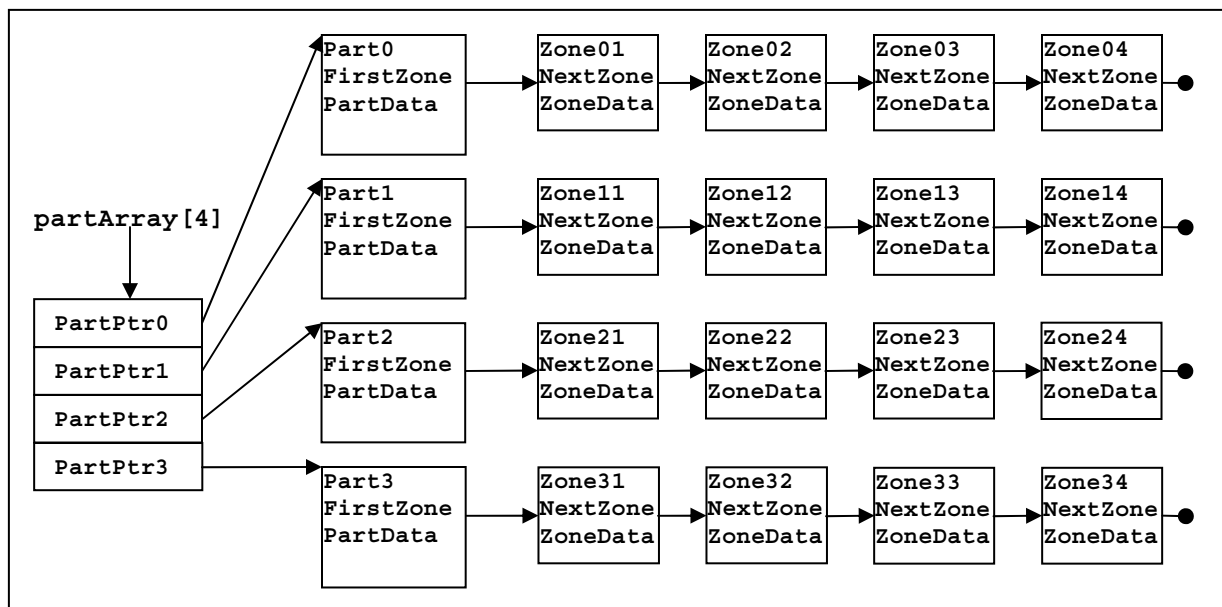 Part0
FirstZone
PartData
Zone01
NextZone
ZoneData
Zone02
NextZone
ZoneData
Zone03
NextZone
ZoneData
Zone04
NextZone
ZoneData
Part1
FirstZone
PartData
Zone11
NextZone
ZoneData
Zone12
NextZone
ZoneData
Zone13
NextZone
ZoneData
Zone14
NextZone
ZoneData
partArray[4]
PartPtr0
PartPtr1
PartPtr2
PartPtr3
Part2
FirstZone
PartData
Zone21
NextZone
ZoneData
Zone22
NextZone
ZoneData
Zone23
NextZone
ZoneData
Zone24
NextZone
ZoneData
Part3
FirstZone
PartData
Zone31
NextZone
ZoneData
Zone32
NextZone
ZoneData
Zone33
NextZone
ZoneData
Zone34
NextZone
ZoneData